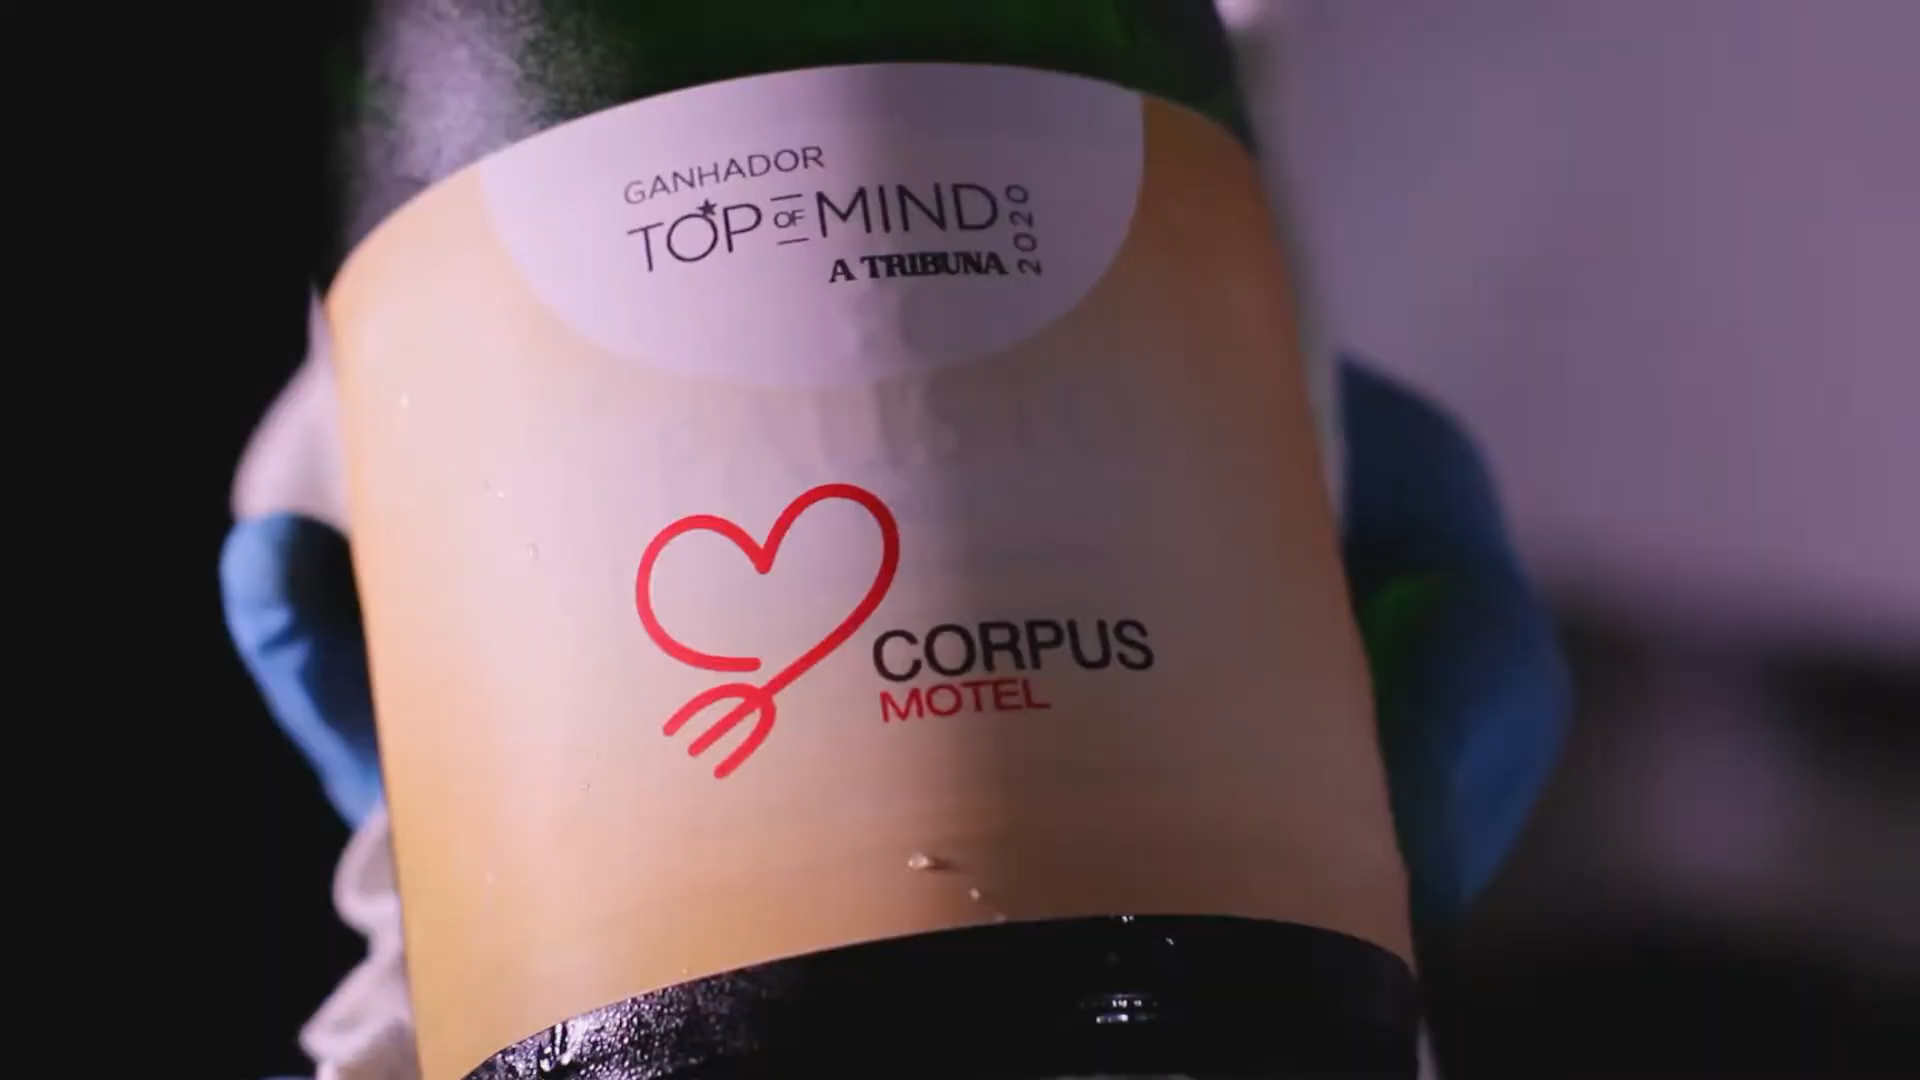 GANHADOR
TOP OF MIND 2020
A TRIBUNA
CORPUS
MOTEL